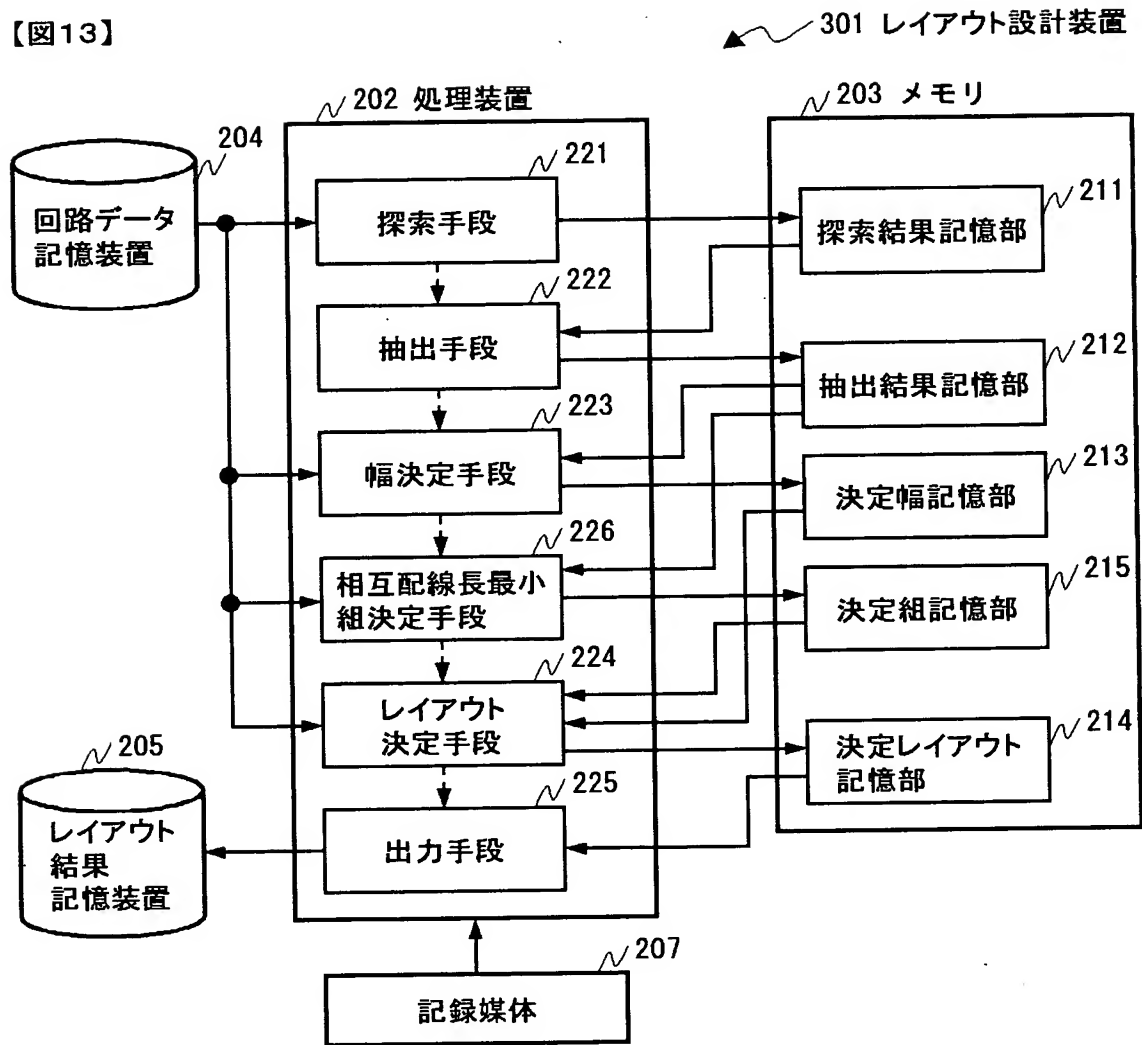 【図13】
301 レイアウト設計装置
202 処理装置
203 メモリ
204
回路データ
記憶装置
221
探索手段
211
探索結果記憶部
222
抽出手段
212
抽出結果記憶部
223
幅決定手段
213
決定幅記憶部
226
相互配線長最小
組決定手段
215
決定組記憶部
224
レイアウト
決定手段
214
決定レイアウト
記憶部
205
レイアウト
結果
記憶装置
225
出力手段
207
記録媒体